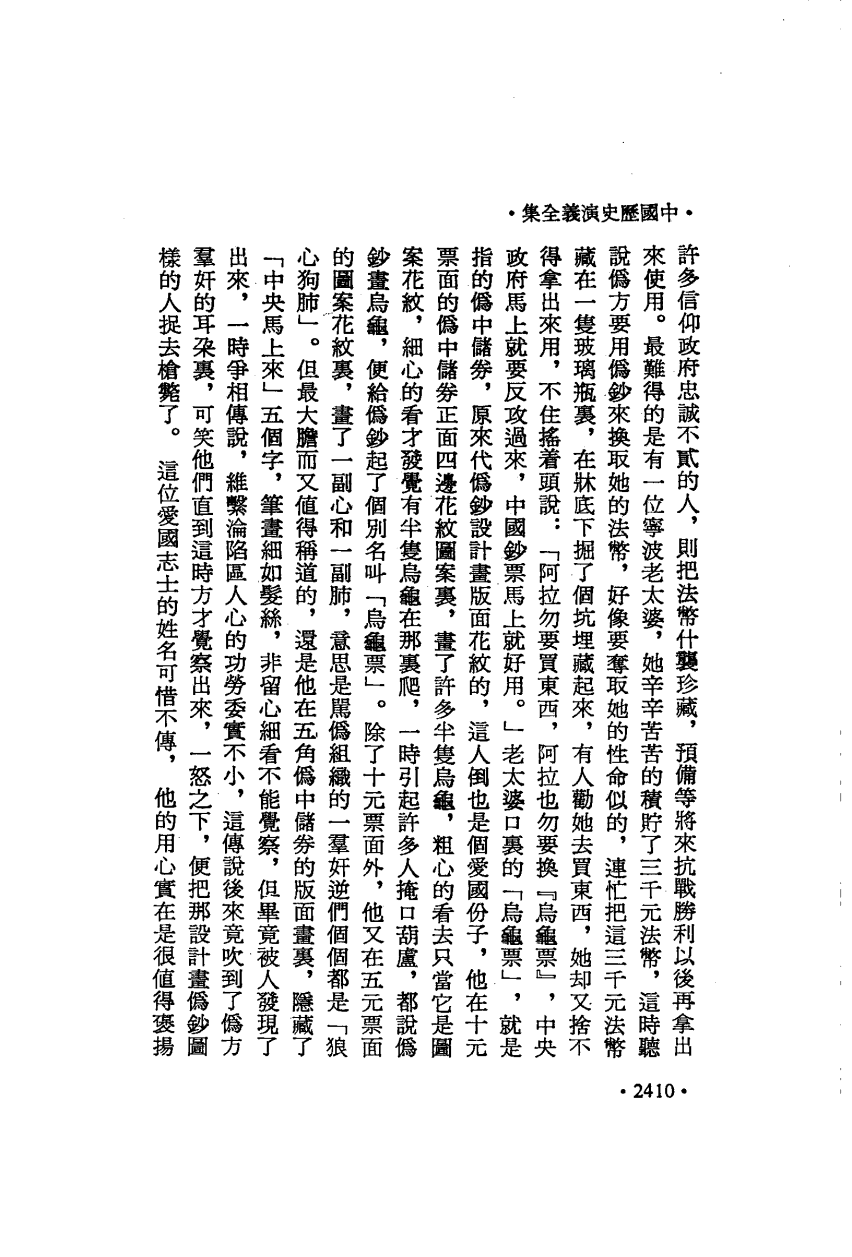 •中國歷史演義全集•
許多信仰政府忠誠不貳的人，則把法幣什襲珍藏，預備等將來抗戰勝利以後再拿出
來使用。最難得的是有一位寧波老太婆，她辛辛苦苦的積貯了三千元法幣，這時聽
說僞方要用僞鈔來換取她的法幣，好像要奪取她的性命似的，連忙把這三千元法幣
藏在一隻玻璃瓶裏，在牀底下掘了個坑埋藏起來，有人勸她去買東西，她却又捨不
得拿出來用，不住搖着頭說：「阿拉勿要買東西，阿拉也勿要換『烏龜票』，中央
政府馬上就要反攻過來，中國鈔票馬上就好用。」老太婆口裏的「烏龜票」，就是
指的僞中儲券，原來代僞鈔設計畫版面花紋的，這人倒也是個愛國份子，他在十元
票面的僞中儲券正面四邊花紋圖案裏，畫了許多半隻烏龜，粗心的看去只當它是圖
案花紋，細心的看才發覺有半隻烏龜在那裏爬，一時引起許多人掩口葫蘆，都說僞
鈔畫烏龜，便給僞鈔起了個別名叫「烏龜票」。除了十元票面外，他又在五元票面
的圖案花紋裏，畫了一副心和一副肺，意思是罵僞組織的一羣奸逆們個個都是「狼
心狗肺」。但最大膽而又值得稱道的，還是他在五角僞中儲券的版面畫裏，隱藏了
「中央馬上來」五個字，筆畫細如髮絲，非留心細看不能覺察，但畢竟被人發現了
出來，一時爭相傳說，維繫淪陷區人心的功勞委實不小，這傳說後來竟吹到了僞方
羣奸的耳朶裏，可笑他們直到這時方才覺察出來，一怒之下，便把那設計畫僞鈔圖
樣的人捉去槍斃了。這位愛國志士的姓名可惜不傳，他的用心實在是很值得褒揚
•2410•